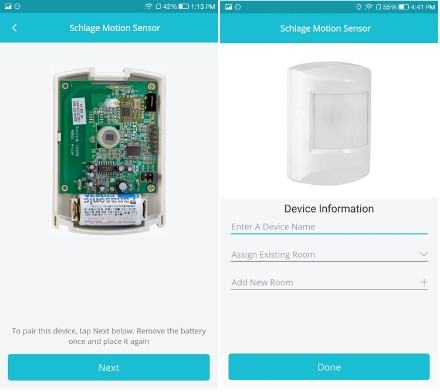 42% 1:13 PM
Schlage Motion Sensor
Panasonic
To pair this device, tap Next below. Remove the battery
once and place it again
Next
55% 4:41 PM
Schlage Motion Sensor
Device Information
Enter A Device Name
Assign Existing Room
Add New Room
Done